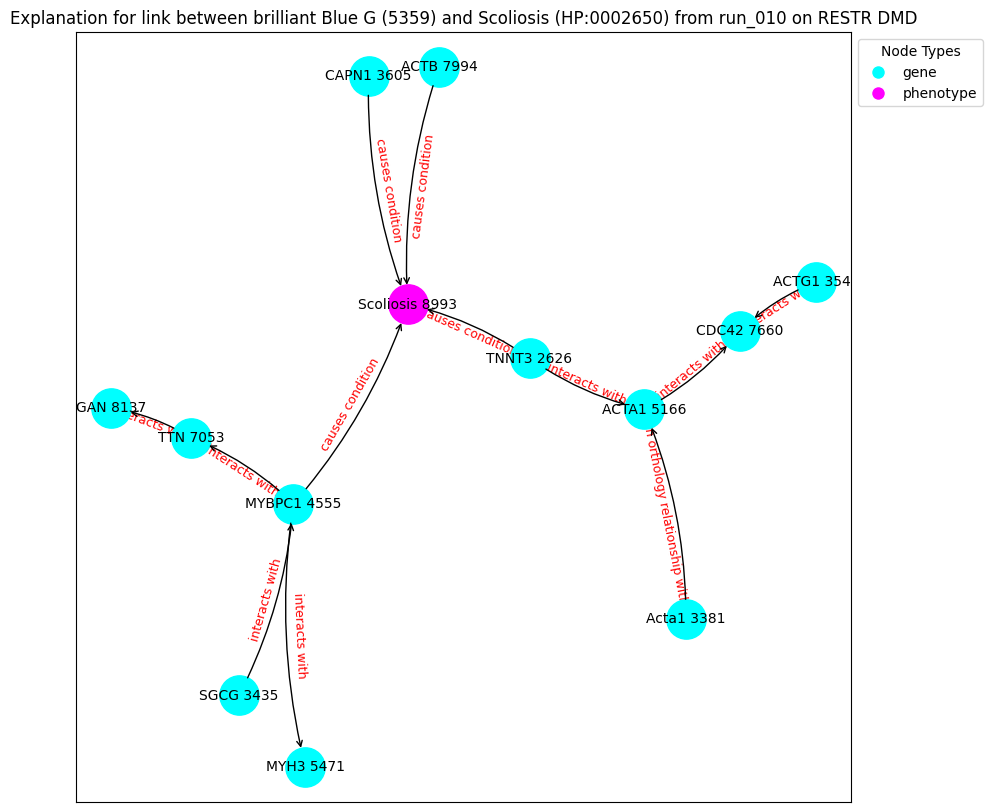 Explanation for link between brilliant Blue G (5359) and Scoliosis (HP:0002650) from run_010 on RESTR DMD
Node Types
gene
phenotype
CAPN1 3605
ACTB 7994
causes condition
causes condition
ACTG1 354
interacts with
Scoliosis 8993
CDC42 7660
causes condition
interacts with
TNNT3 2626
interacts with
GAN 8137
ACTA1 5166
interacts with
TTN 7053
causes condition
interacts with
MYBPC1 4555
in orthology relationship with
interacts with
interacts with
Acta1 3381
SGCG 3435
MYH3 5471